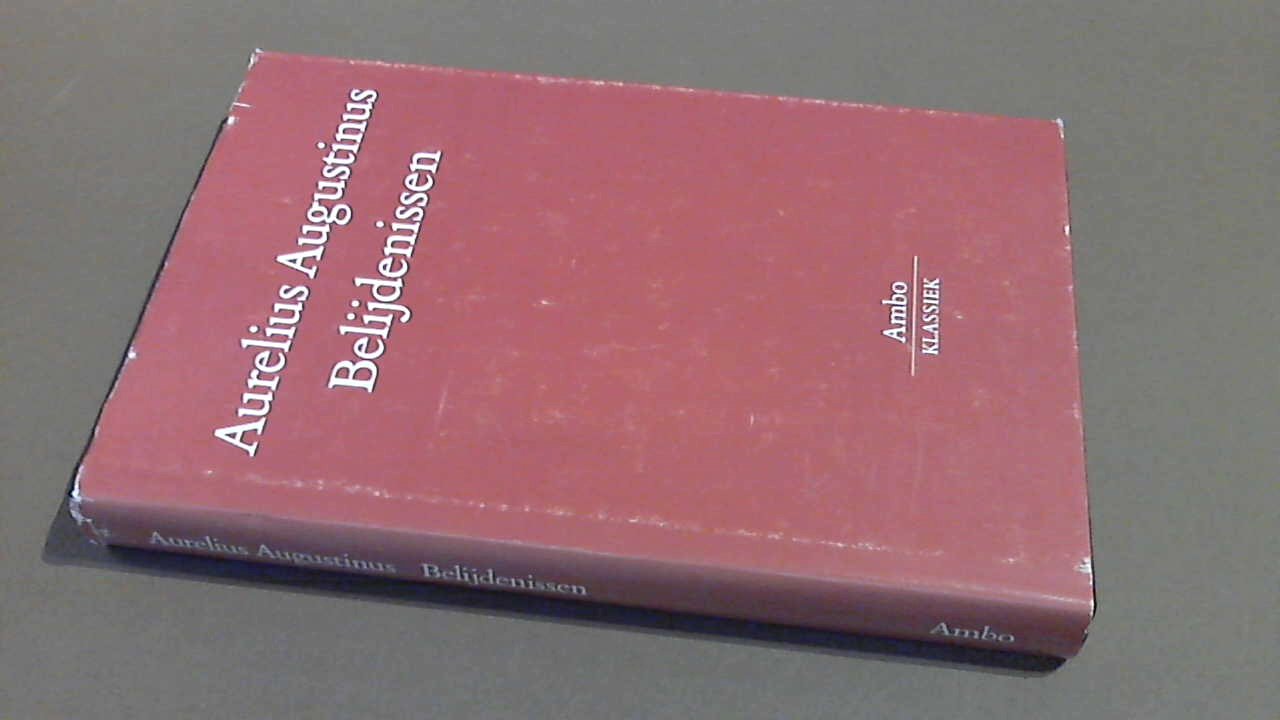 Aurelius Augustinus
Belijdenissen
Ambo
KLASSIEK
Aurelius Augustinus Belijdenissen Ambo